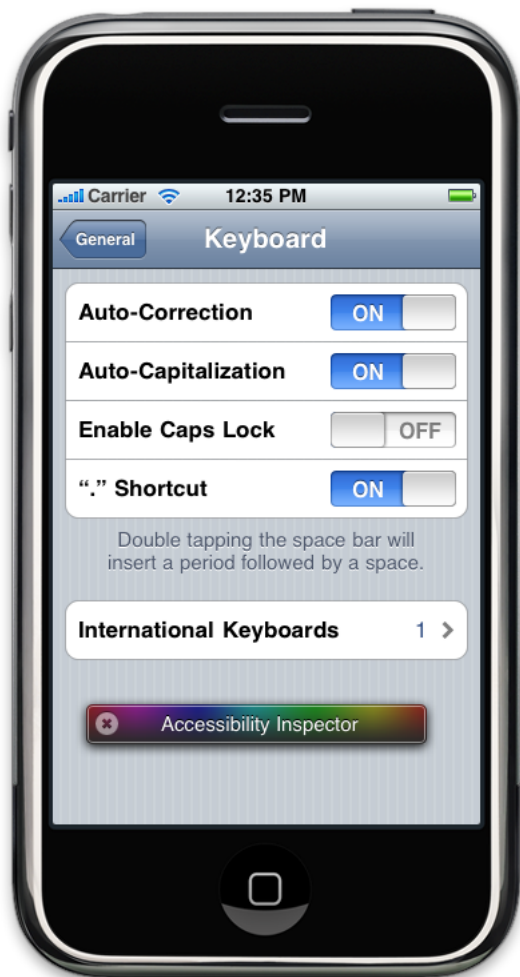 Carrier 12:35 PM
General Keyboard
Auto-Correction ON
Auto-Capitalization ON
Enable Caps Lock OFF
“.” Shortcut ON
Double tapping the space bar will
insert a period followed by a space.
International Keyboards 1
Accessibility Inspector